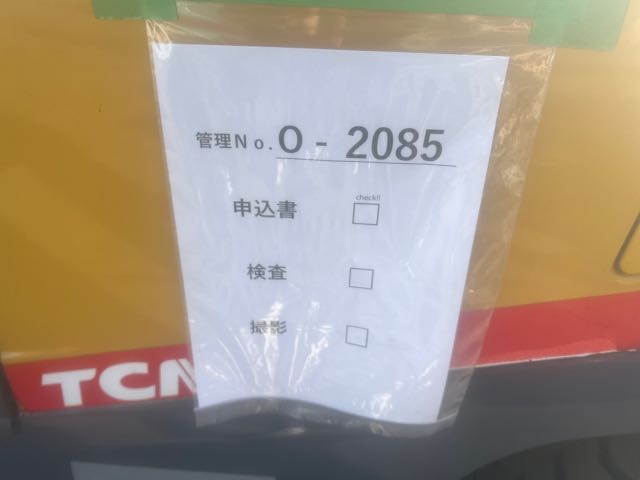 管理No. O - 2085
check!!
申込書 □
検査 □
撮影 □
TCM